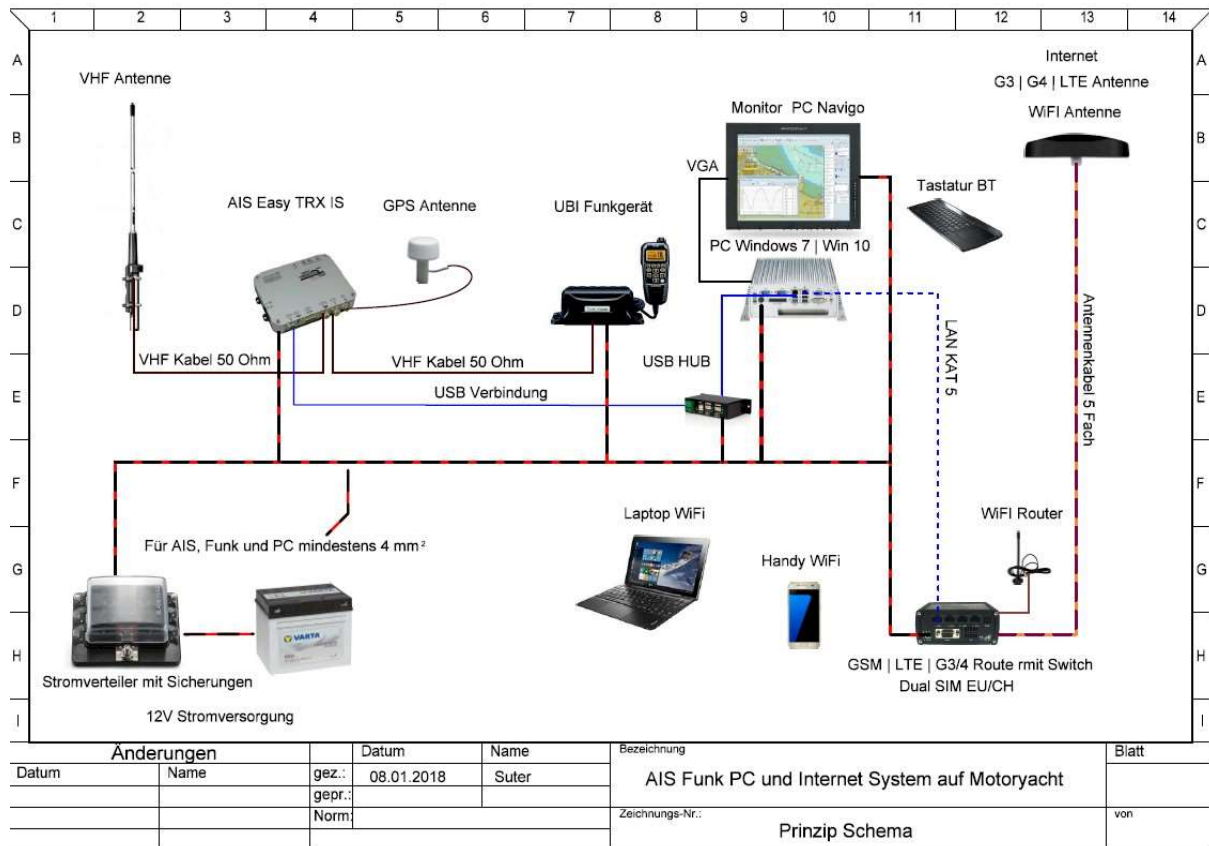 1 2 3 4 5 6 7 8 9 10 11 12 13 14
A A
Internet
VHF Antenne
G3 | G4 | LTE Antenne
Monitor PC Navigo
WiFI Antenne
B B
VGA
Tastatur BT
AIS Easy TRX IS
GPS Antenne
UBI Funkgerät
C C
PC Windows 7 | Win 10
D D
Antennenkabel 5 Fach
LAN KAT 5
VHF Kabel 50 Ohm
VHF Kabel 50 Ohm
USB HUB
USB Verbindung
E E
F F
Laptop WiFi
WiFI Router
Für AIS, Funk und PC mindestens 4 mm²
Handy WiFi
G G
VARTA
H H
GSM | LTE | G3/4 Route rmit Switch
Dual SIM EU/CH
Stromverteiler mit Sicherungen
12V Stromversorgung
I I
Änderungen
Datum Name
Bezeichnung
Blatt
Datum Name
gez.: 08.01.2018 Suter
AIS Funk PC und Internet System auf Motoryacht
gepr.:
Norm:
Zeichnungs-Nr.:
von
Prinzip Schema